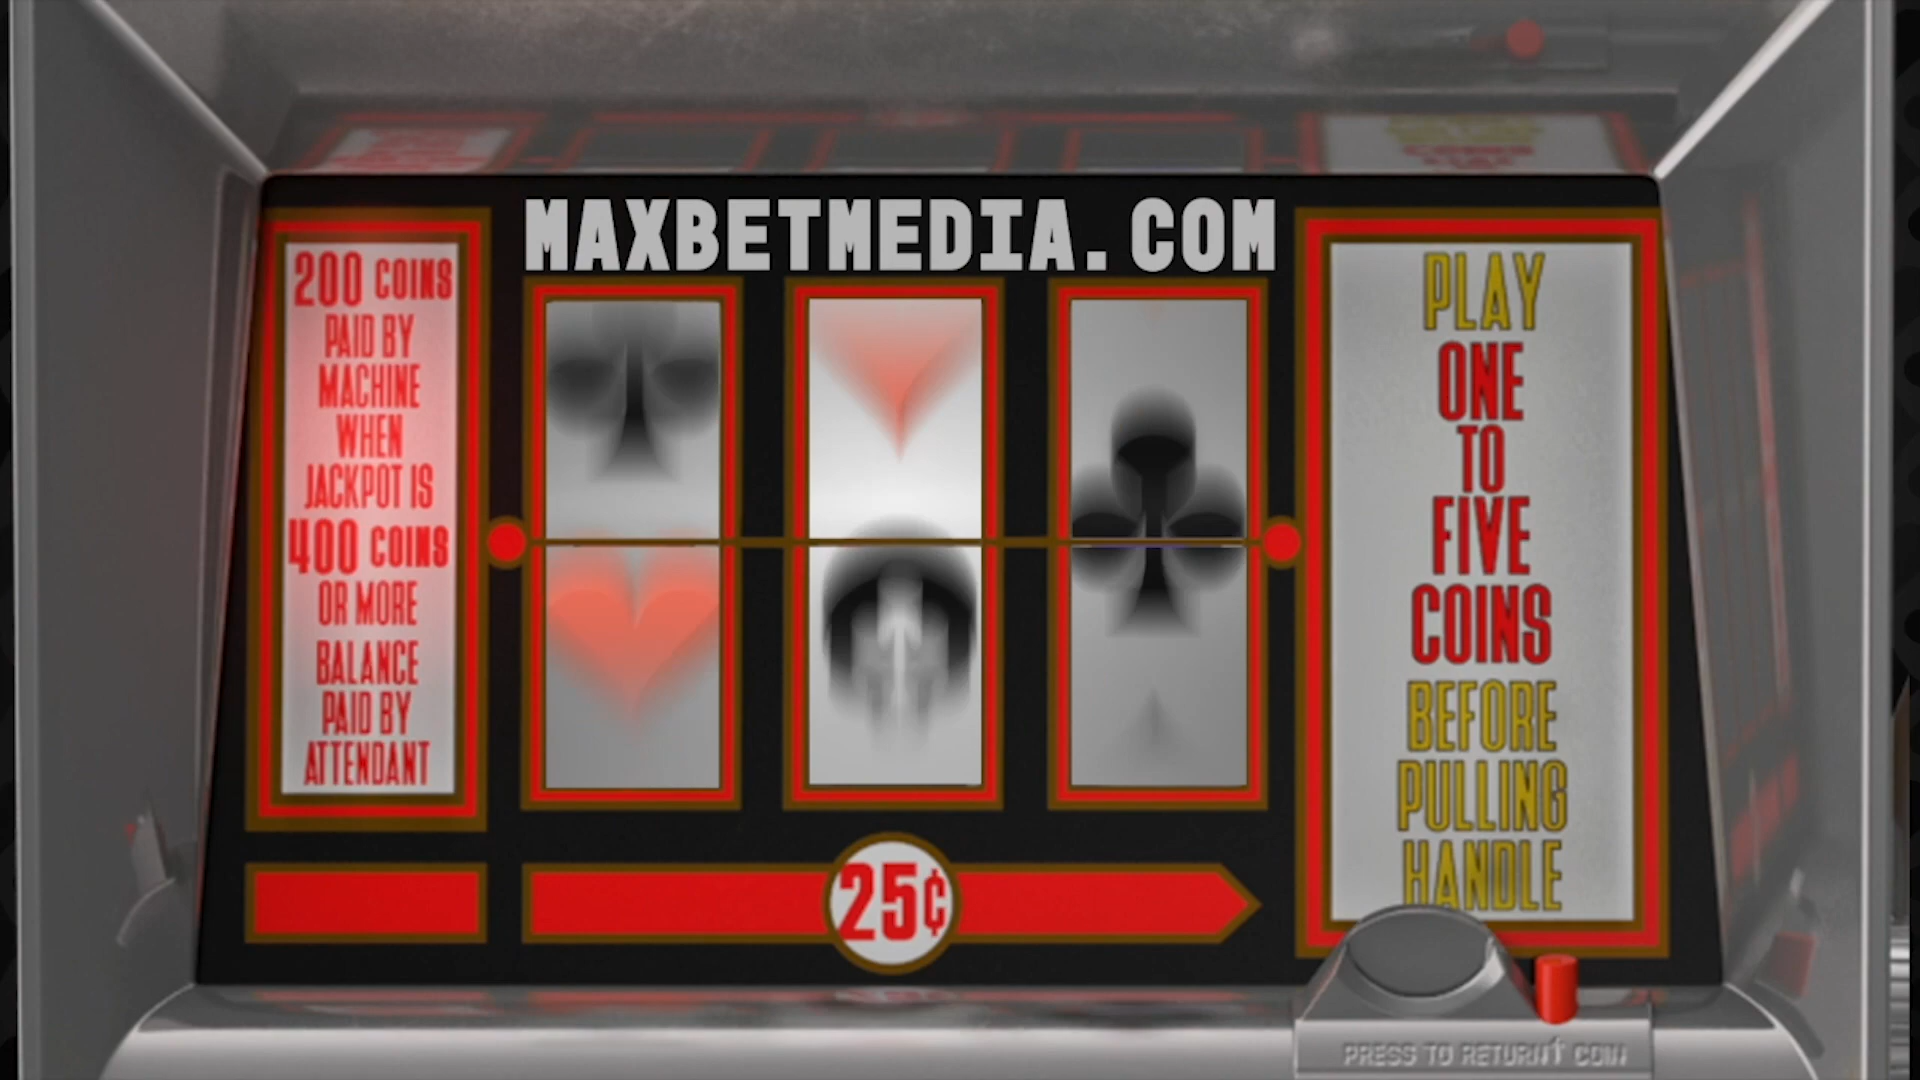 MAXBETMEDIA.COM
200 COINS
PAID BY
MACHINE
WHEN
JACKPOT IS
400 COINS
OR MORE
BALANCE
PAID BY
ATTENDANT
PLAY
ONE
TO
FIVE
COINS
BEFORE
PULLING
HANDLE
25¢
PRESS TO RETURN COIN